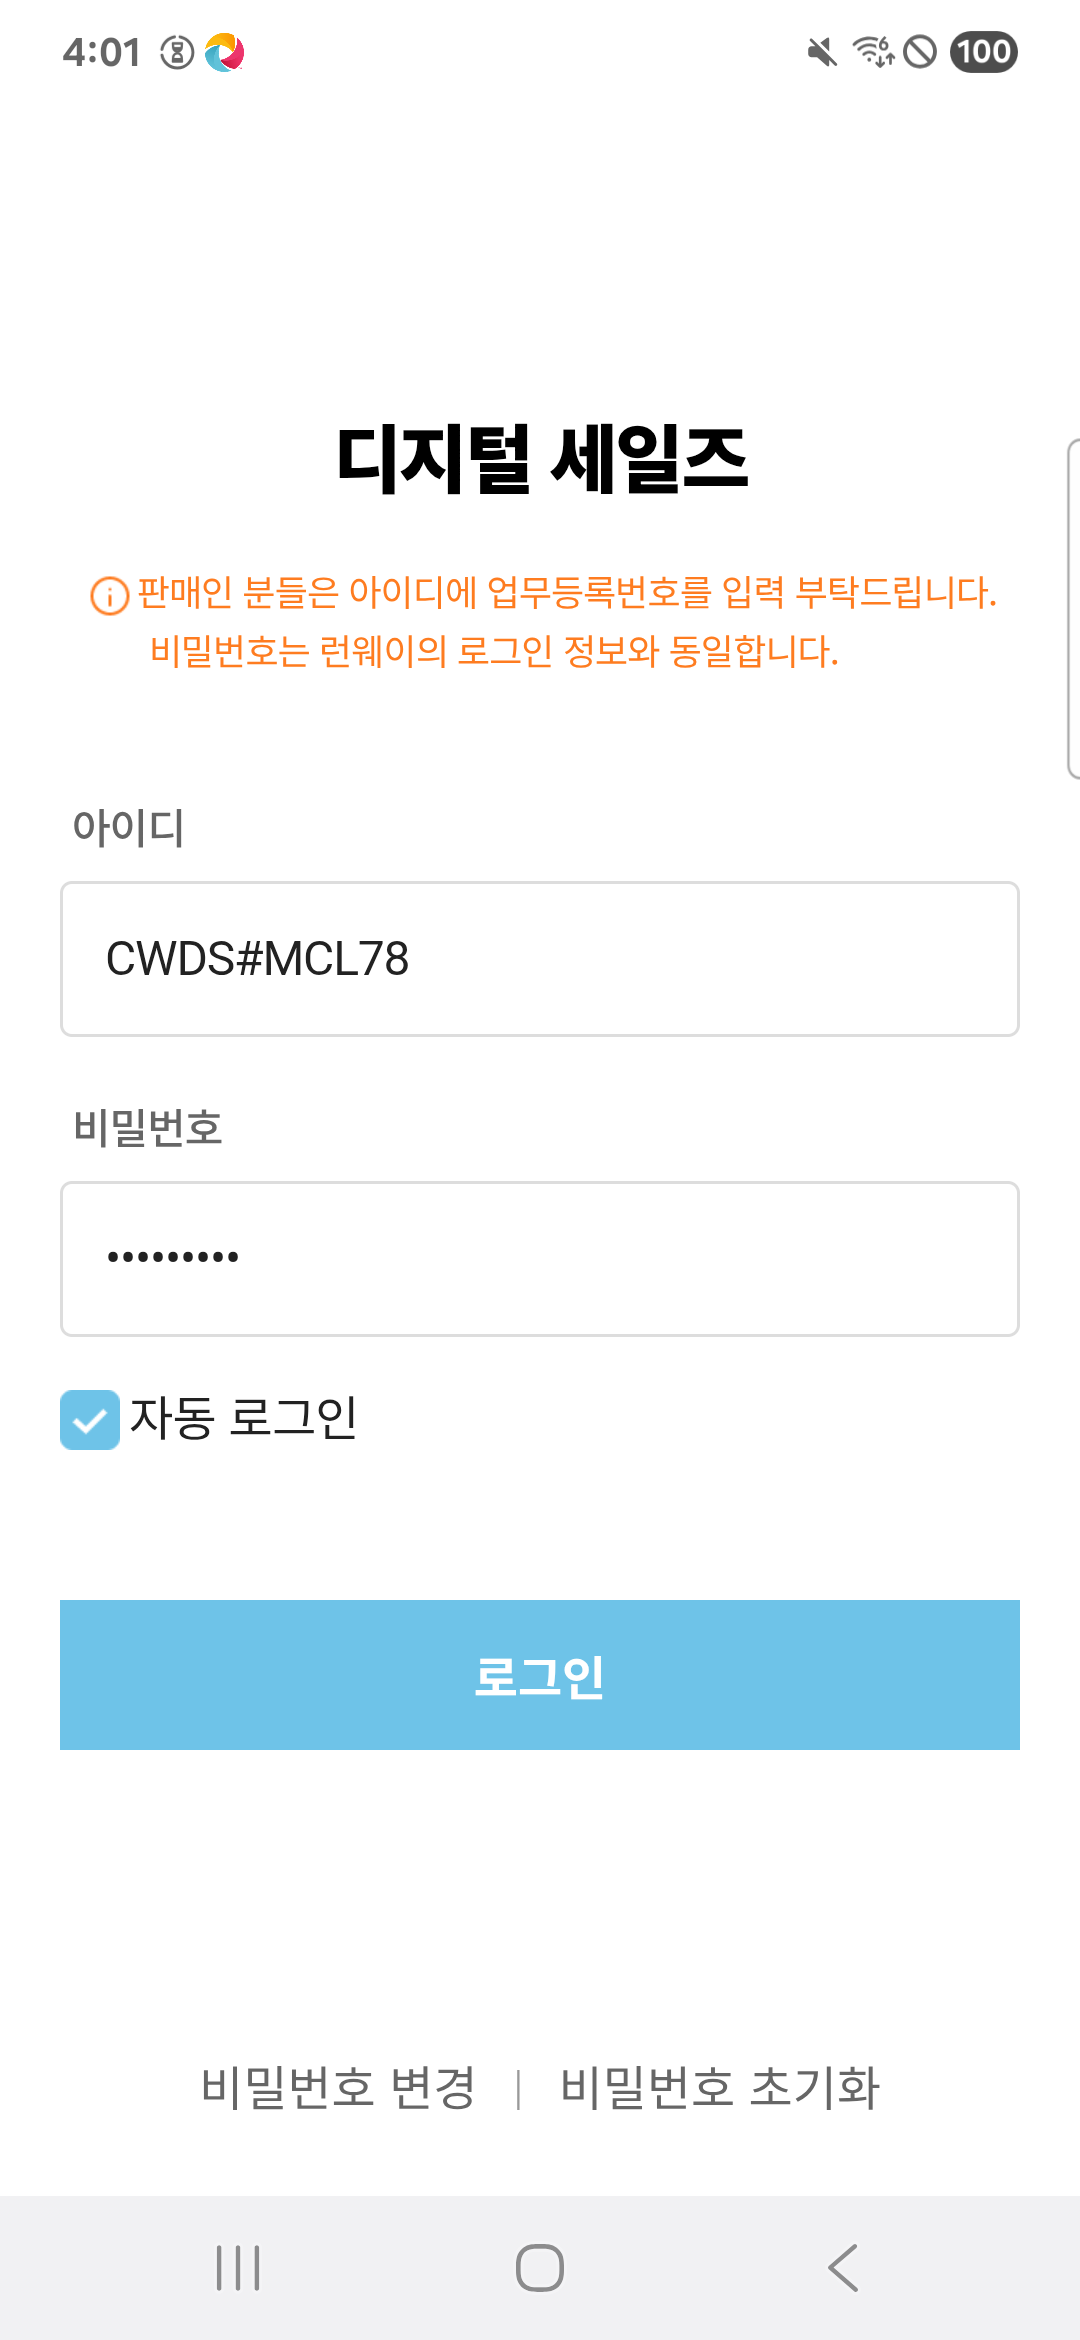 4:01
6
100
디지털 세일즈
판매인 분들은 아이디에 업무등록번호를 입력 부탁드립니다.
비밀번호는 런웨이의 로그인 정보와 동일합니다.
아이디
CWDS#MCL78
비밀번호
•••••••••
자동 로그인
로그인
비밀번호 변경 | 비밀번호 초기화